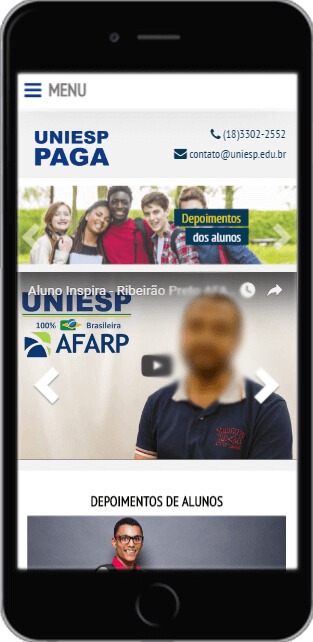 MENU
UNIESP
PAGA
(18)3302-2552
contato@uniesp.edu.br
Depoimentos
dos alunos
Aluno Inspira - Ribeirão Preto AFA
UNIESP
100% Brasileira
AFARP
DEPOIMENTOS DE ALUNOS